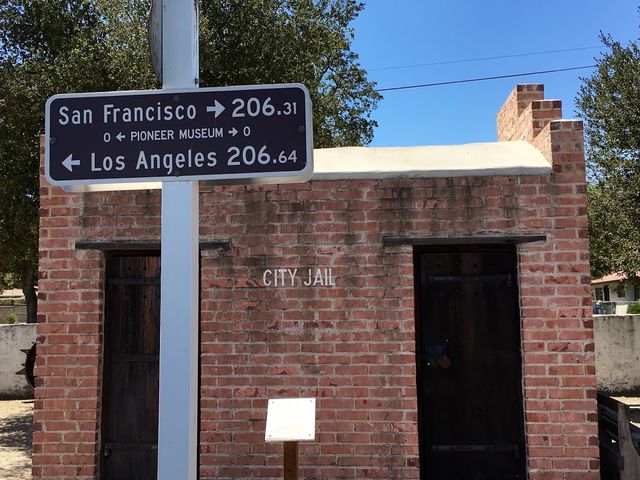 San Francisco → 206.31
0 ← PIONEER MUSEUM → 0
← Los Angeles 206.64
CITY JAIL